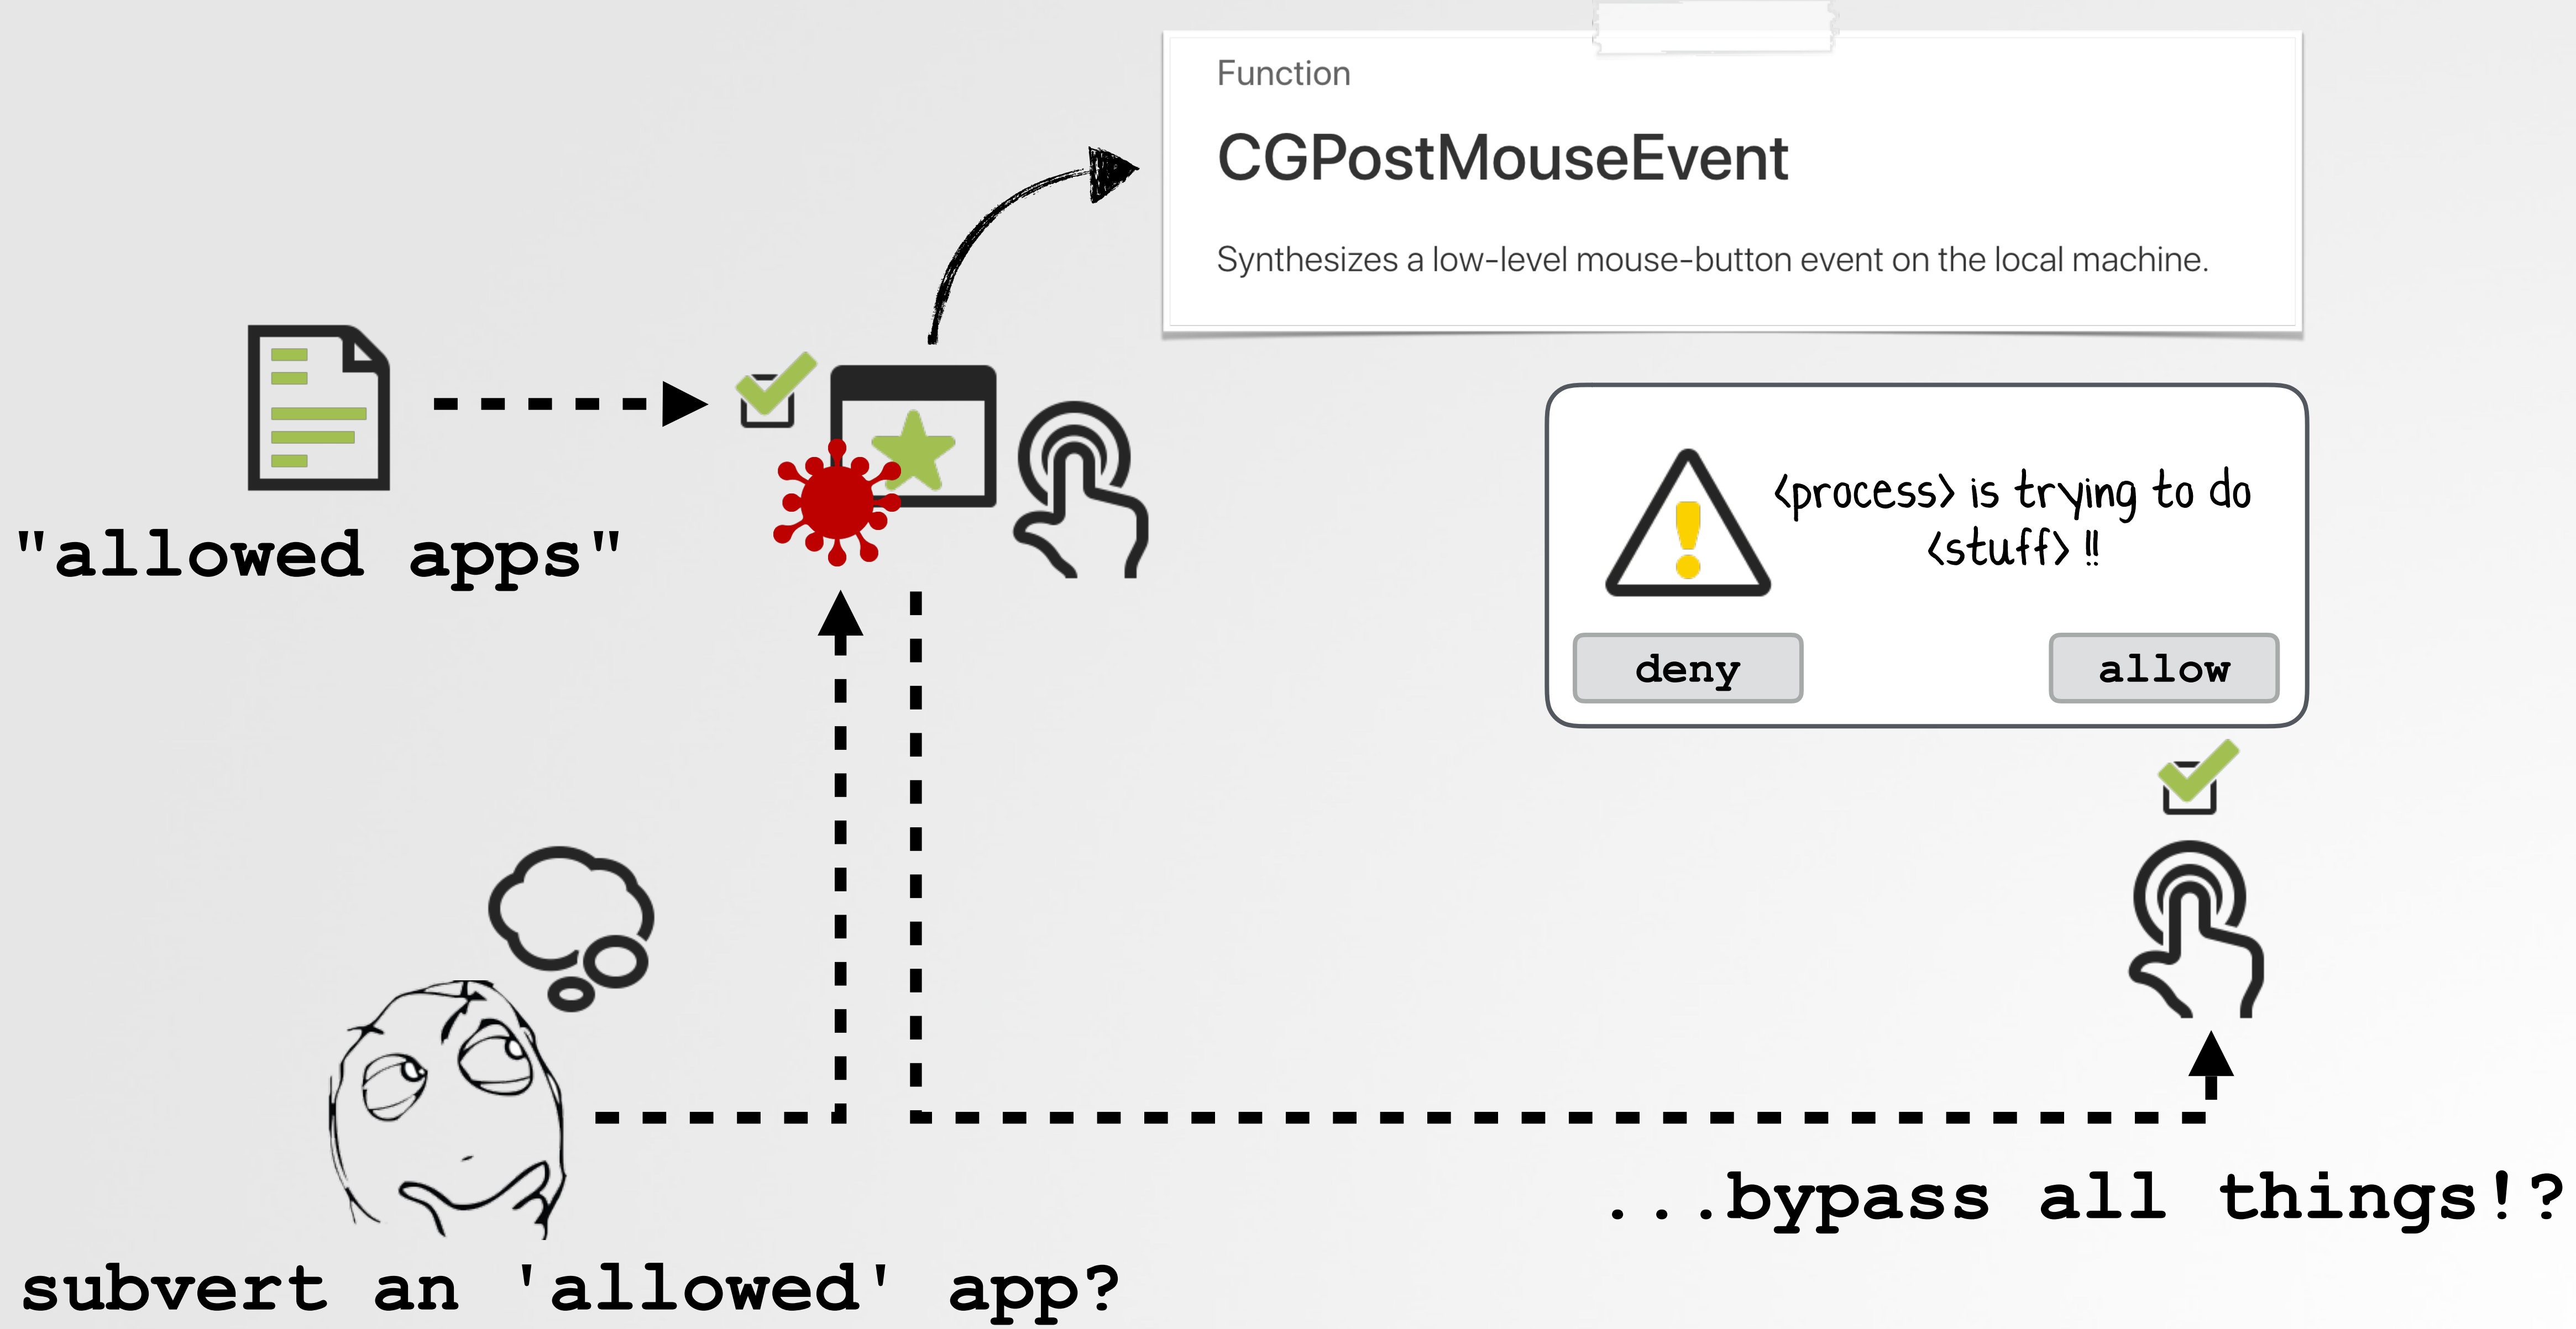 Function
CGPostMouseEvent
Synthesizes a low-level mouse-button event on the local machine.
"allowed apps"
<process> is trying to do
<stuff> !!
deny
allow
...bypass all things!?
subvert an 'allowed' app?